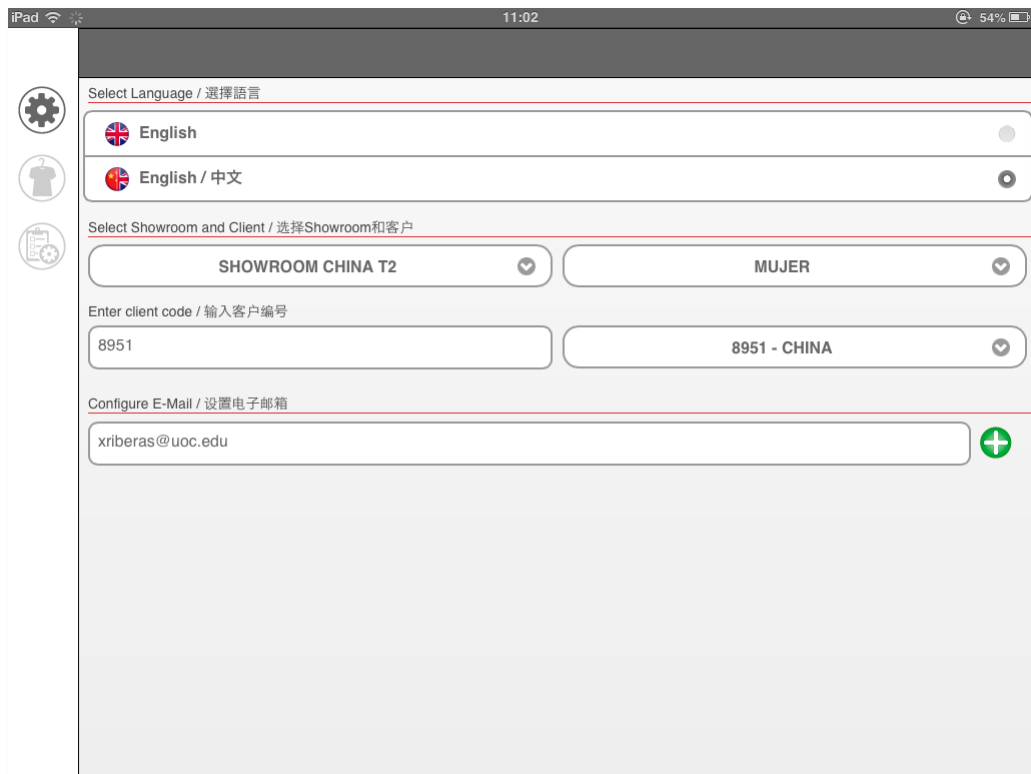 iPad 11:02 54%
Select Language / 選擇語言
English
English / 中文
Select Showroom and Client / 选择Showroom和客户
SHOWROOM CHINA T2 MUJER
Enter client code / 输入客户编号
8951 8951 - CHINA
Configure E-Mail / 设置电子邮箱
xriberas@uoc.edu